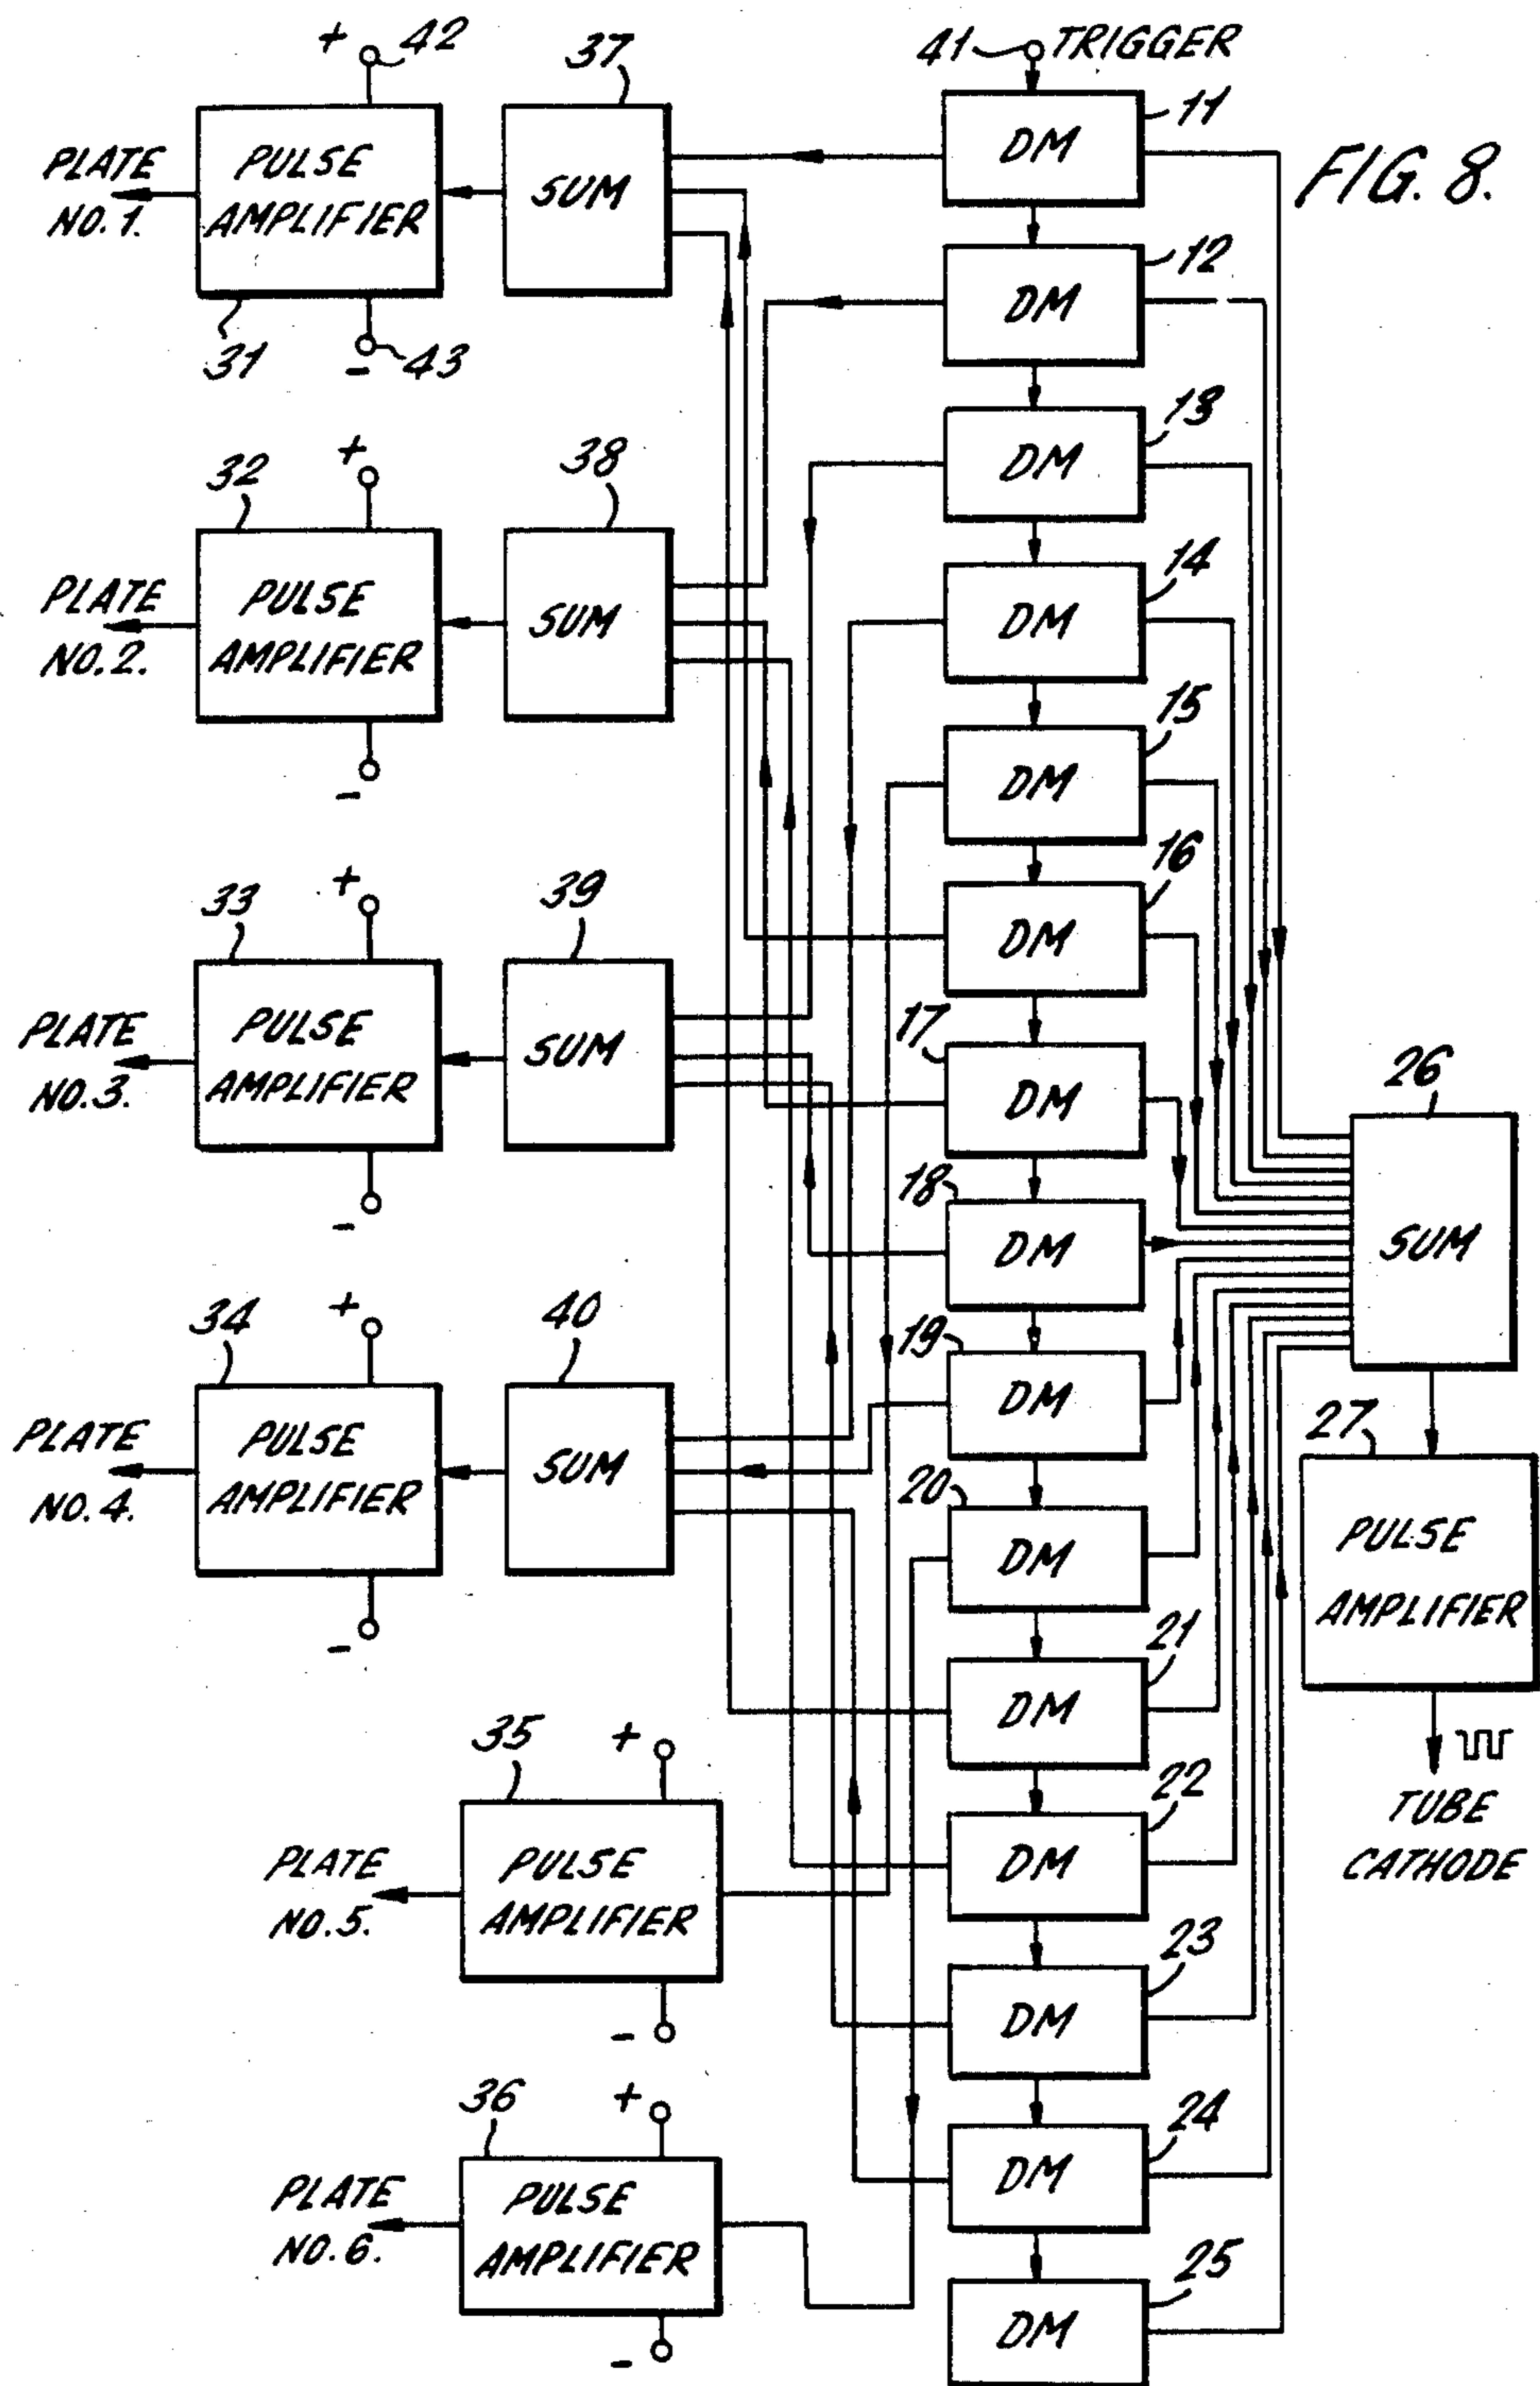 + 42
37
41 TRIGGER
11
DM
FIG. 8.
PLATE
NO. 1.
PULSE
AMPLIFIER
SUM
31
- 43
12
DM
13
DM
32
+
38
14
DM
PLATE
NO. 2.
PULSE
AMPLIFIER
SUM
-
15
DM
16
DM
33
+
39
17
DM
PLATE
NO. 3.
PULSE
AMPLIFIER
SUM
-
26
SUM
18
DM
34
+
40
19
DM
PLATE
NO. 4.
PULSE
AMPLIFIER
SUM
-
27
PULSE
AMPLIFIER
20
DM
21
DM
35
+
TUBE
CATHODE
22
DM
PLATE
NO. 5.
PULSE
AMPLIFIER
-
23
DM
36
+
24
DM
PLATE
NO. 6.
PULSE
AMPLIFIER
-
25
DM